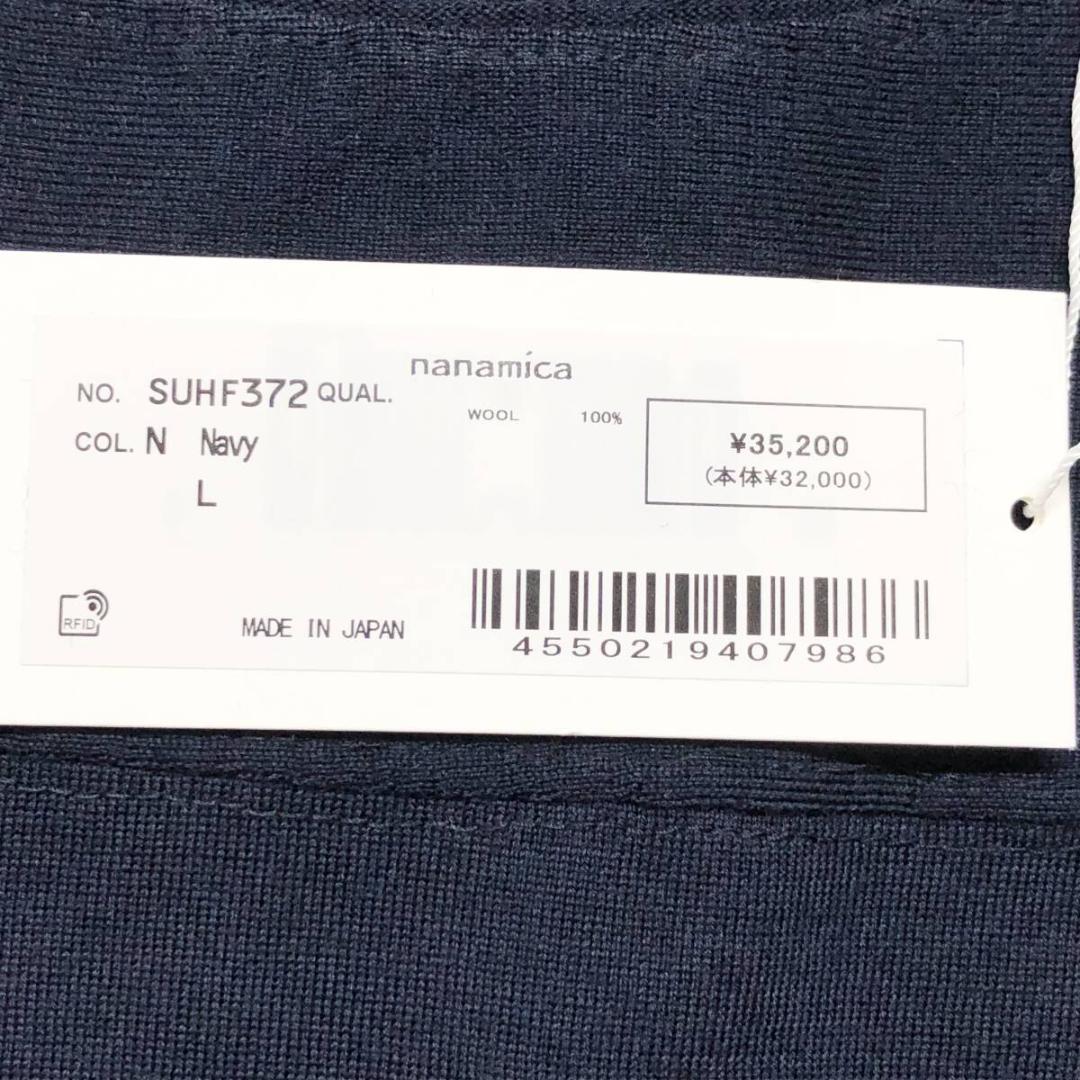 nanamica
NO. SUHF372 QUAL.
WOOL 100%
COL. N Navy
L
¥35,200
(本体¥32,000)
RFID
MADE IN JAPAN
4550219407986